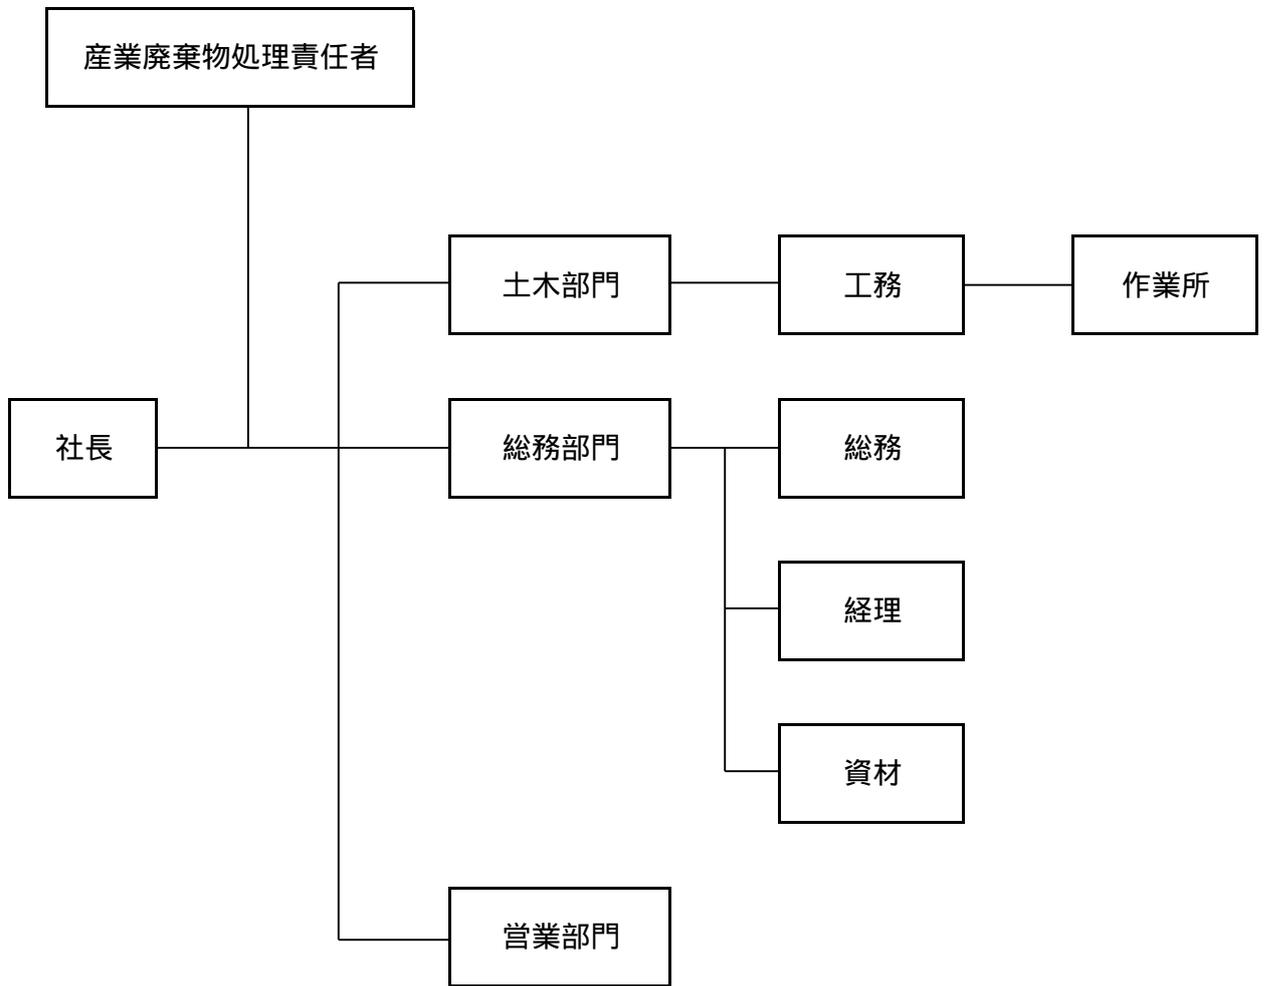 産業廃棄物処理責任者
土木部門
工務
作業所
社長
総務部門
総務
経理
資材
営業部門